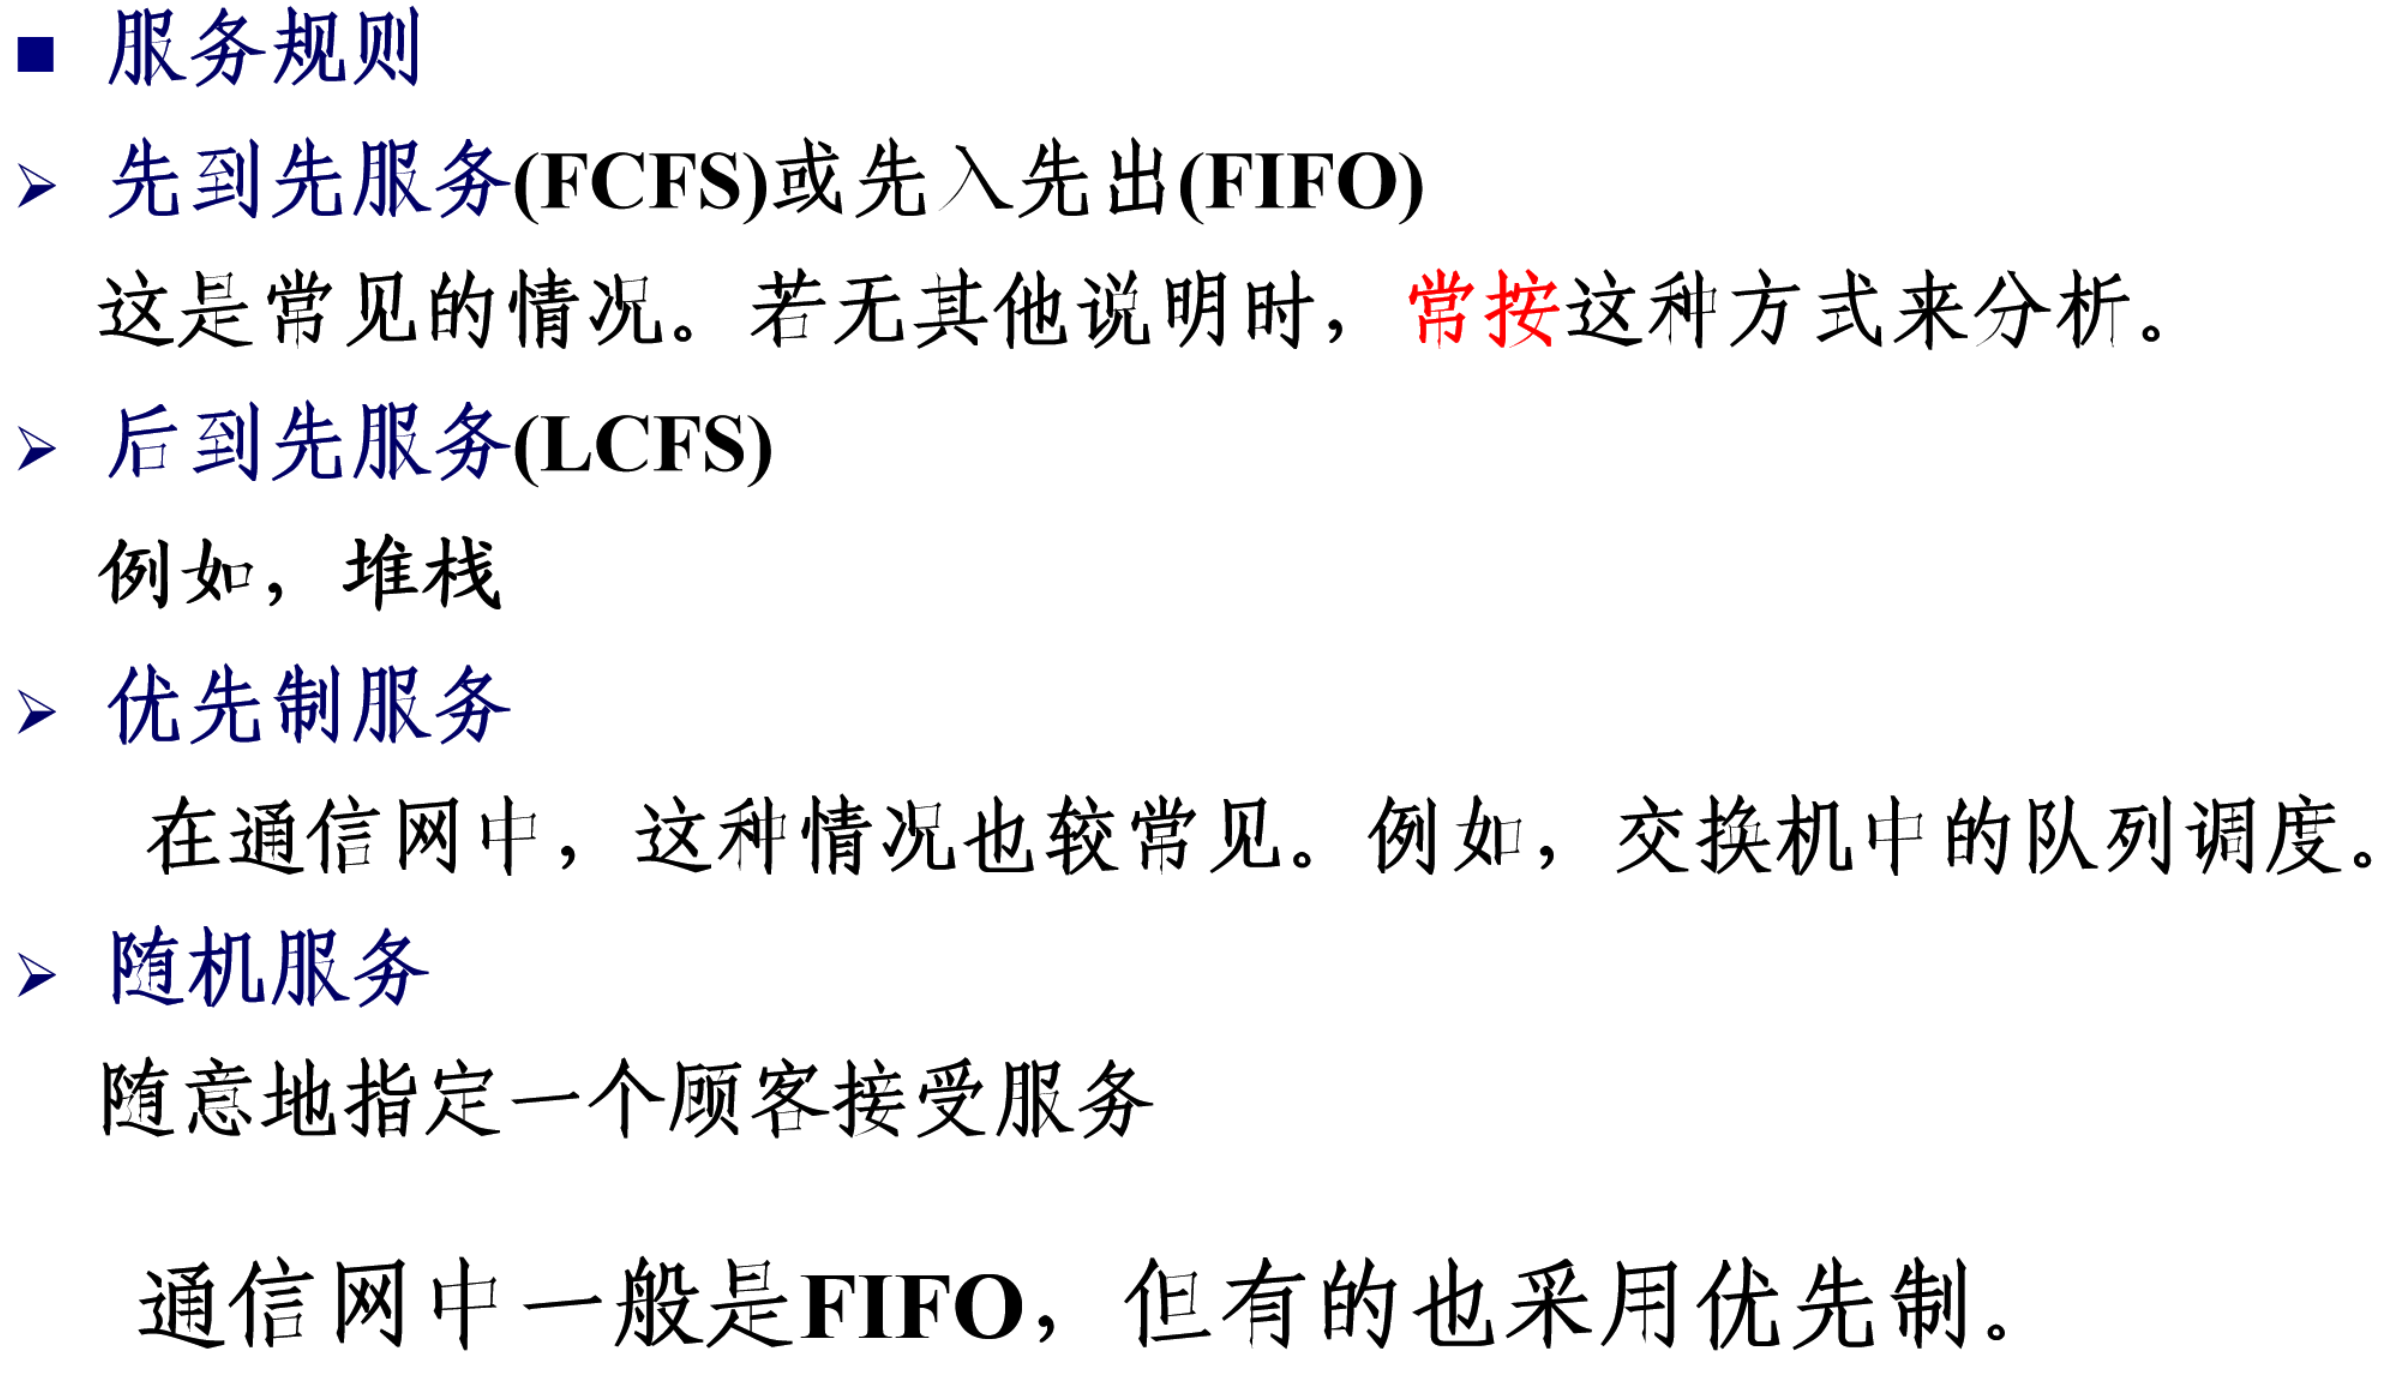 ■ 服务规则
➢ 先到先服务(FCFS)或先入先出(FIFO)
这是常见的情况。若无其他说明时，常按这种方式来分析。
➢ 后到先服务(LCFS)
例如，堆栈
➢ 优先制服务
在通信网中，这种情况也较常见。例如，交换机中的队列调度。
➢ 随机服务
随意地指定一个顾客接受服务
通信网中一般是FIFO，但有的也采用优先制。